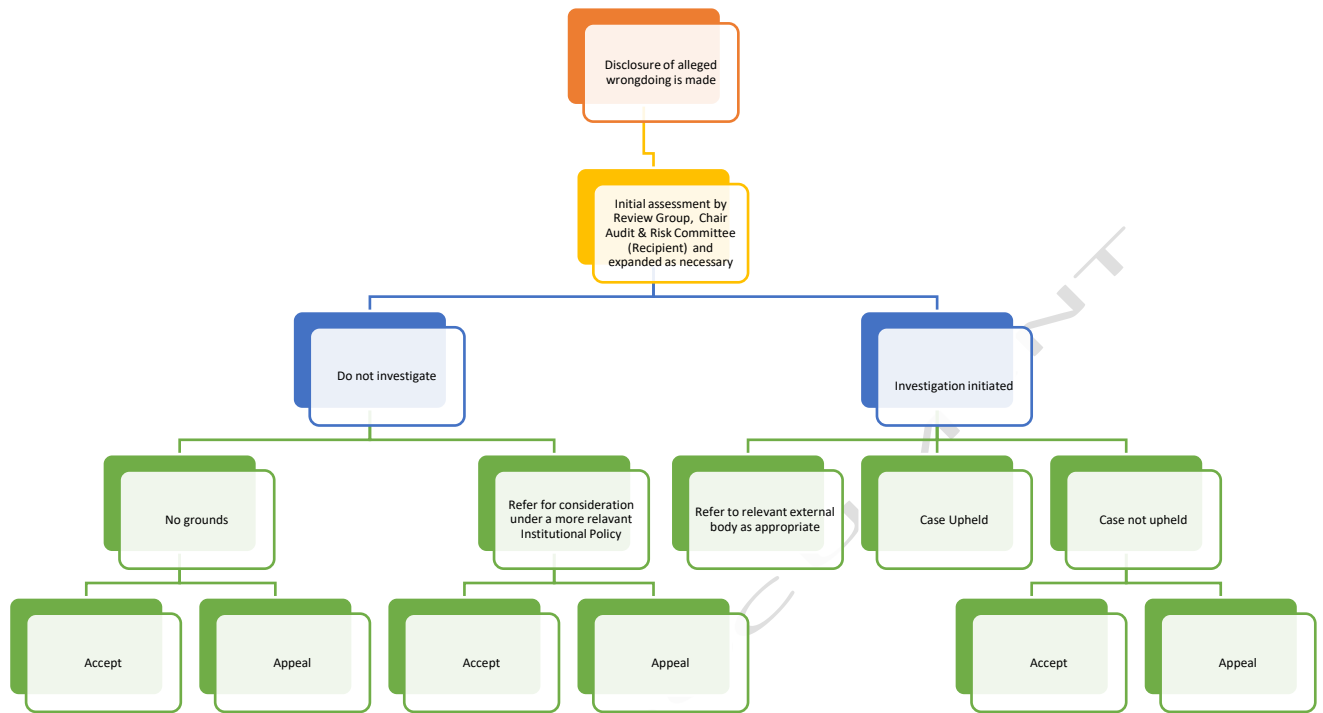 Disclosure of alleged
wrongdoing is made
Initial assessment by
Review Group, Chair
Audit & Risk Committee
(Recipient) and
expanded as necessary
Do not investigate
Investigation initiated
No grounds
Refer for consideration
under a more relavant
Institutional Policy
Refer to relevant external
body as appropriate
Case Upheld
Case not upheld
Accept
Appeal
Accept
Appeal
Accept
Appeal